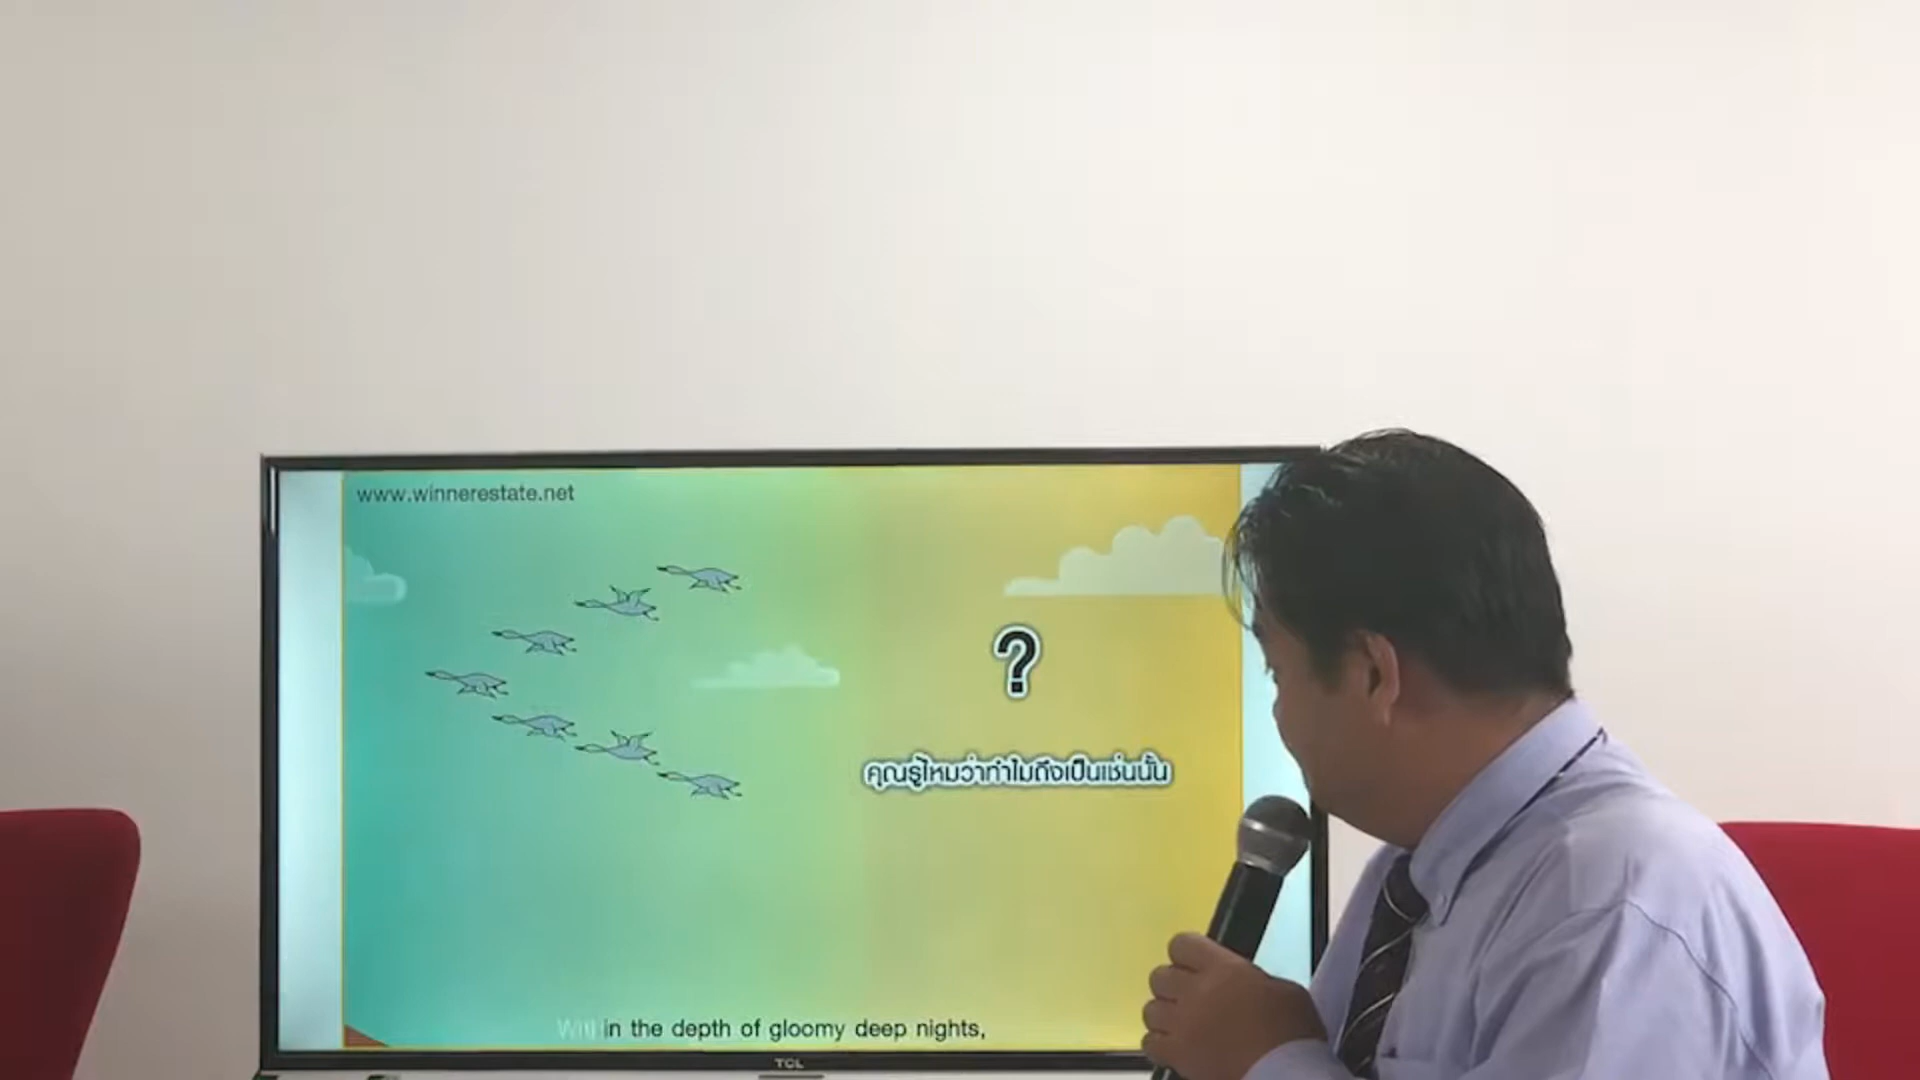 www.winnerestate.net
?
คุณรู้ไหมว่าทำไมถึงเป็นเช่นนั้น
Will in the depth of gloomy deep nights,
TCL